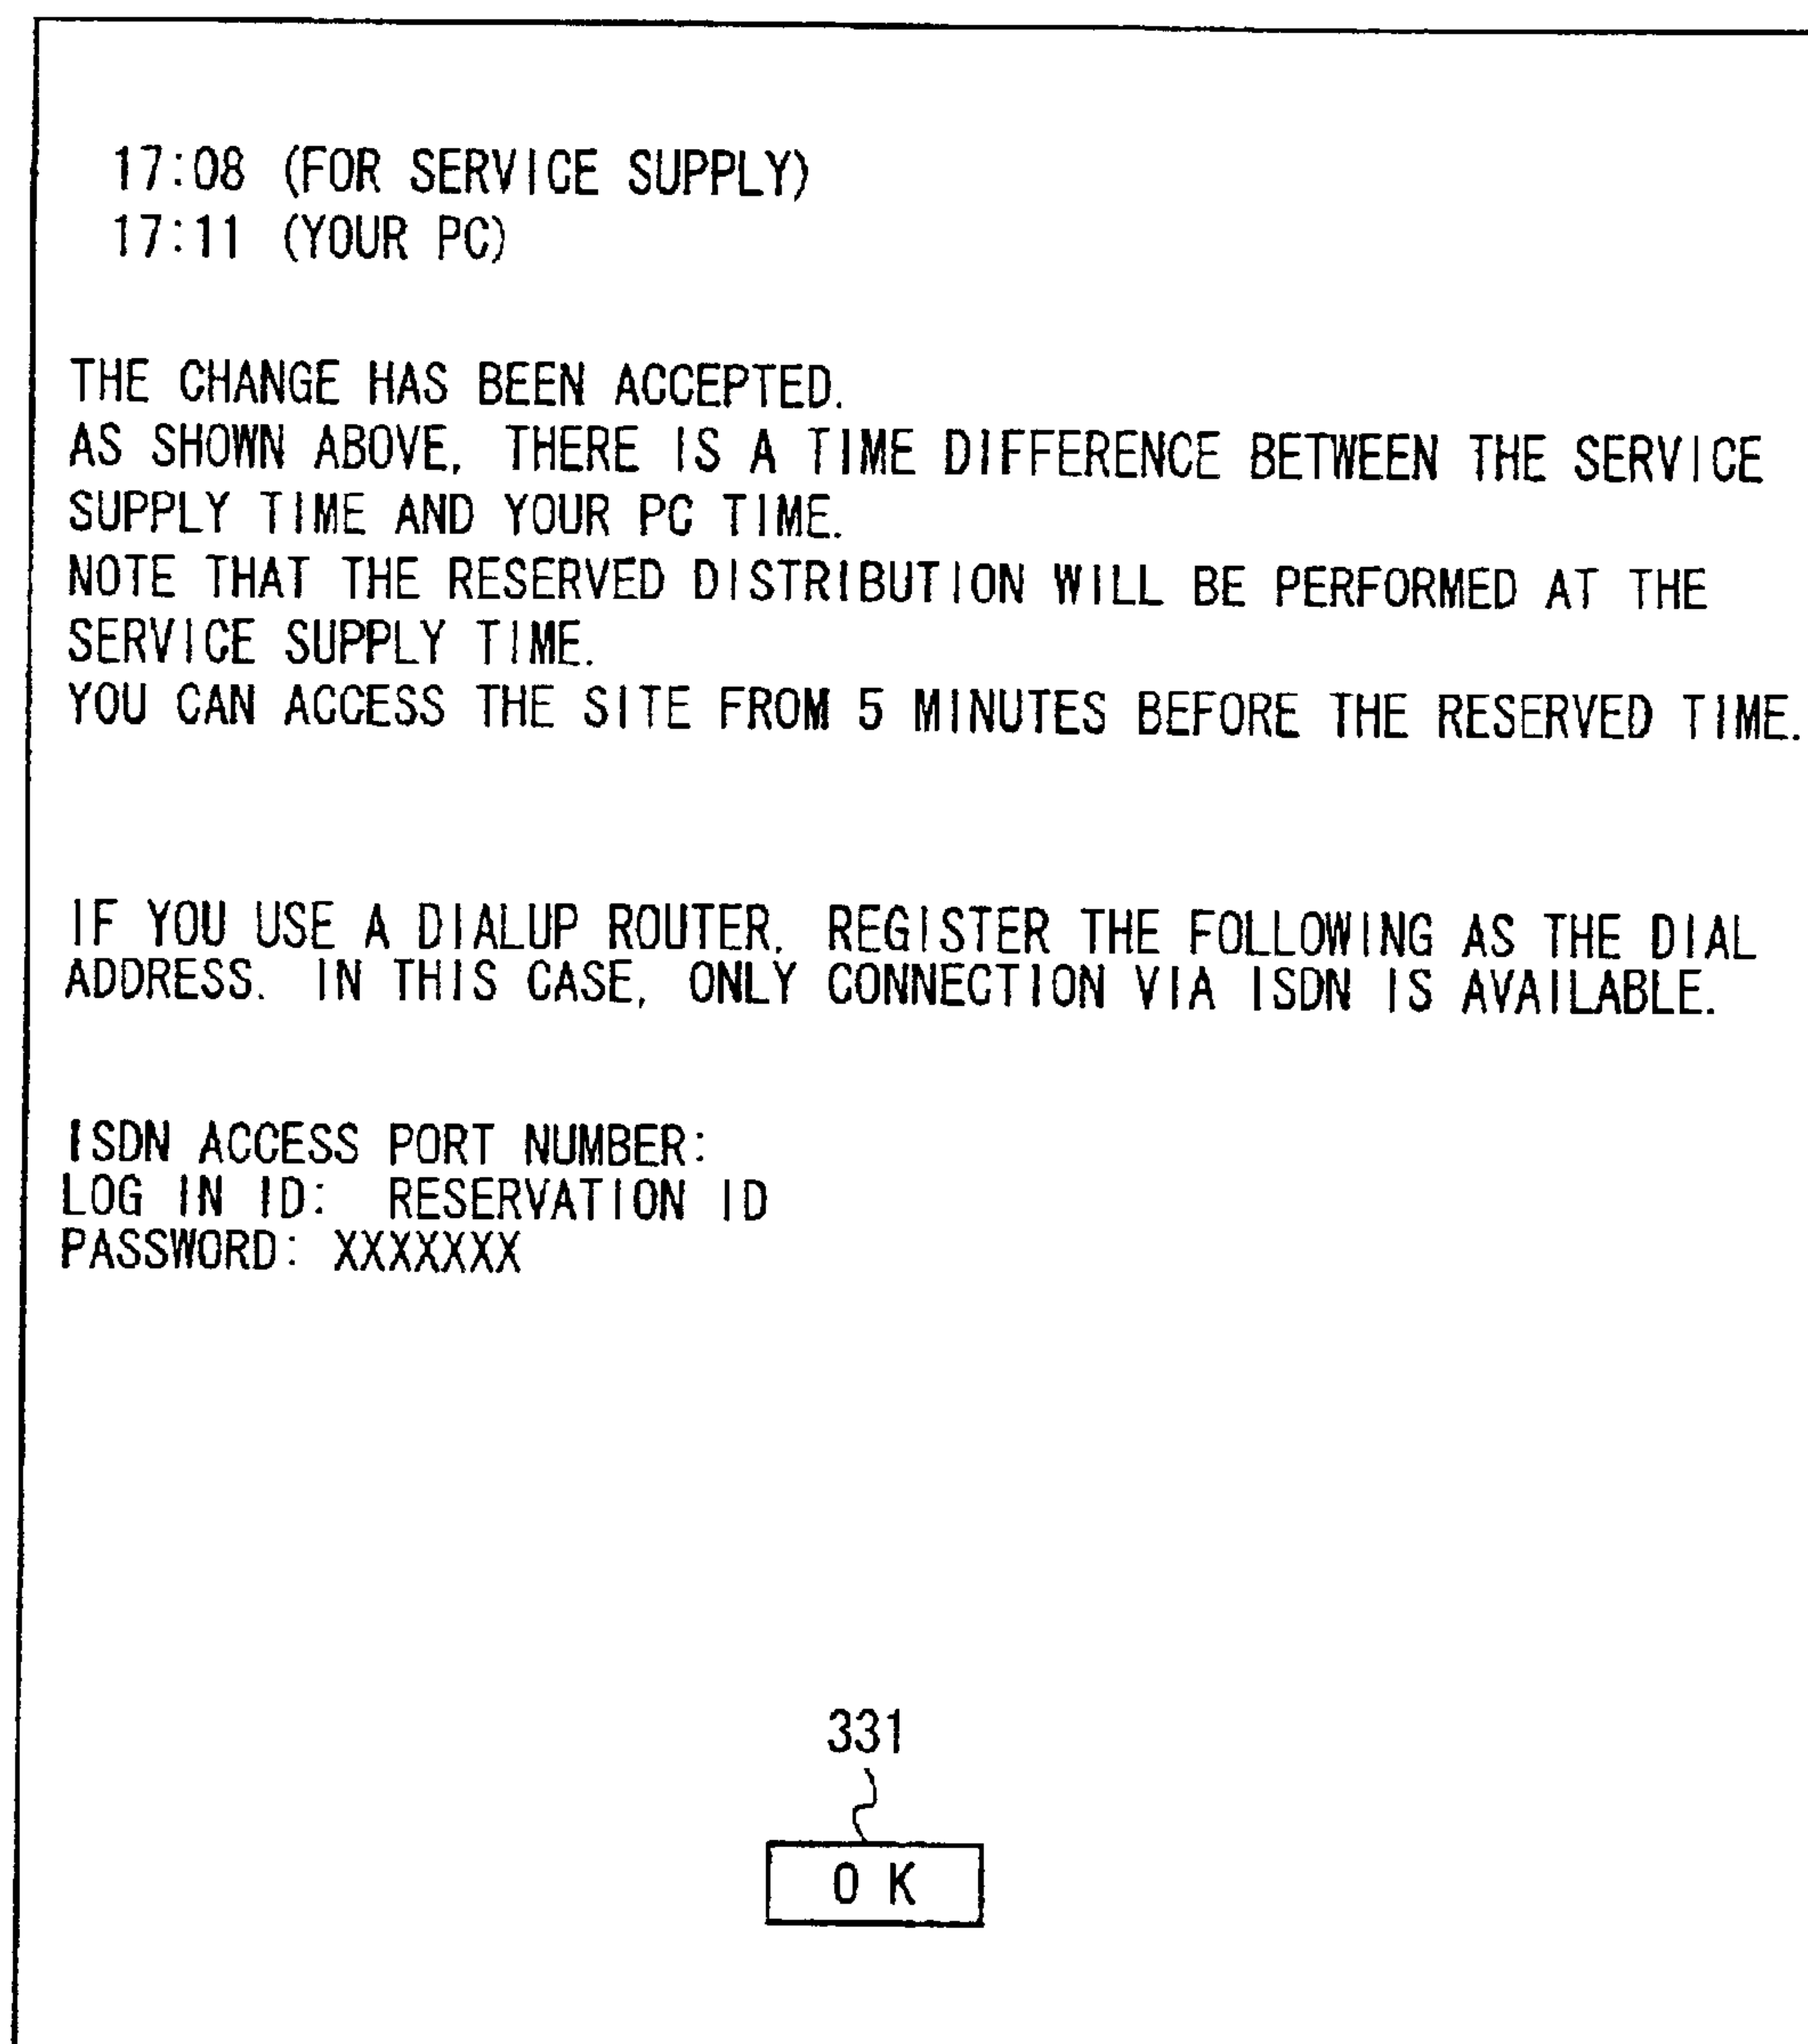 17:08 (FOR SERVICE SUPPLY)
17:11 (YOUR PC)
THE CHANGE HAS BEEN ACCEPTED.
AS SHOWN ABOVE, THERE IS A TIME DIFFERENCE BETWEEN THE SERVICE
SUPPLY TIME AND YOUR PC TIME.
NOTE THAT THE RESERVED DISTRIBUTION WILL BE PERFORMED AT THE
SERVICE SUPPLY TIME.
YOU CAN ACCESS THE SITE FROM 5 MINUTES BEFORE THE RESERVED TIME.
IF YOU USE A DIALUP ROUTER, REGISTER THE FOLLOWING AS THE DIAL
ADDRESS. IN THIS CASE, ONLY CONNECTION VIA ISDN IS AVAILABLE.
ISDN ACCESS PORT NUMBER:
LOG IN ID: RESERVATION ID
PASSWORD: XXXXXXX
331
OK